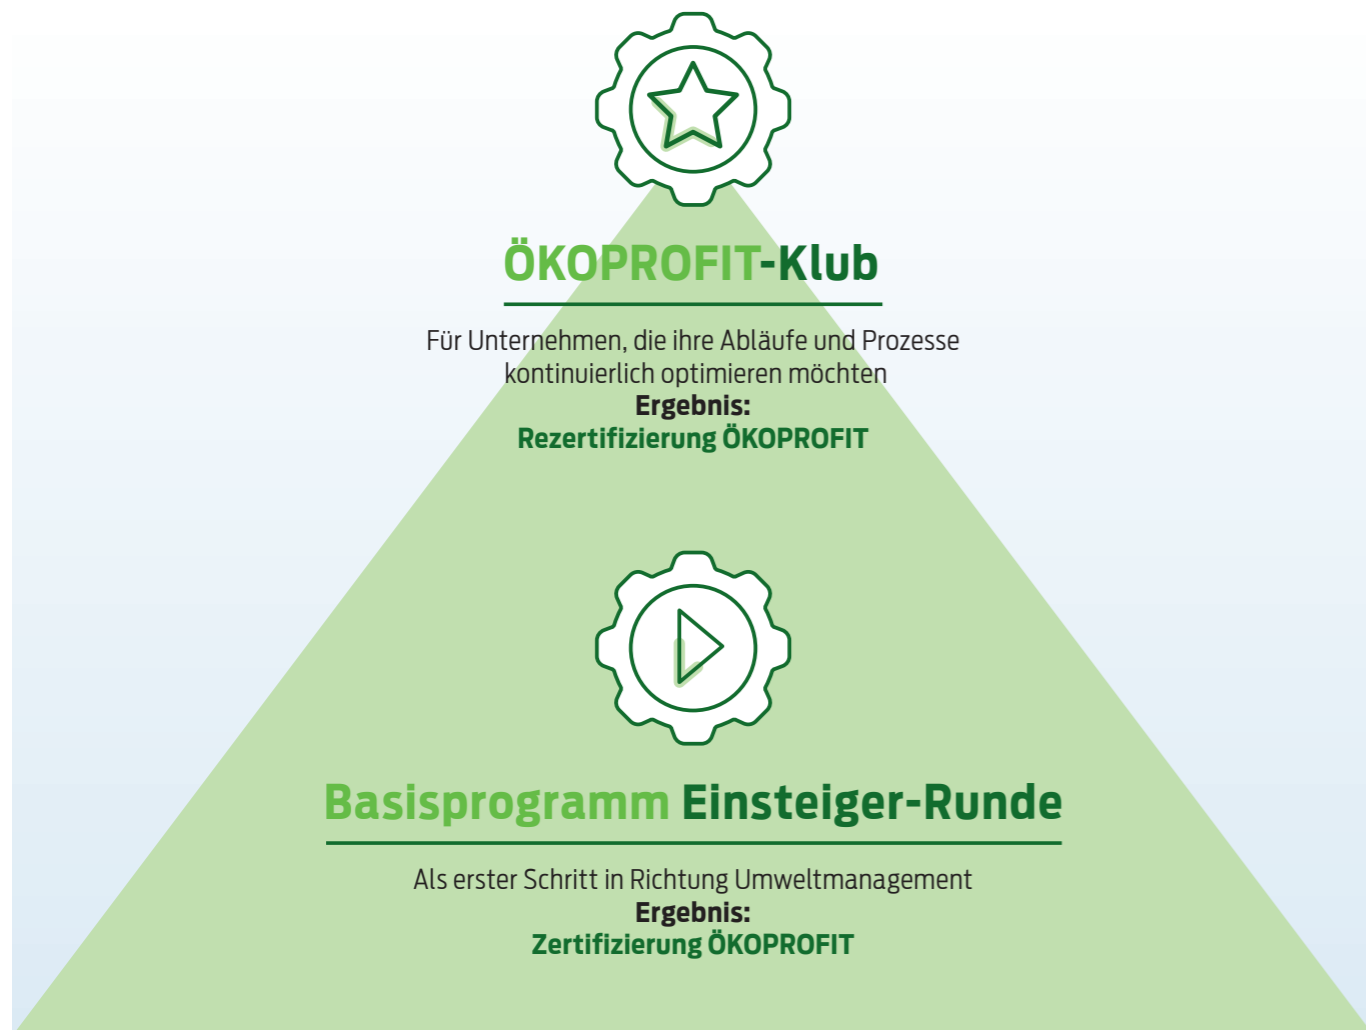 ÖKOPROFIT-Klub
Für Unternehmen, die ihre Abläufe und Prozesse
kontinuierlich optimieren möchten
Ergebnis:
Rezertifizierung ÖKOPROFIT
Basisprogramm Einsteiger-Runde
Als erster Schritt in Richtung Umweltmanagement
Ergebnis:
Zertifizierung ÖKOPROFIT